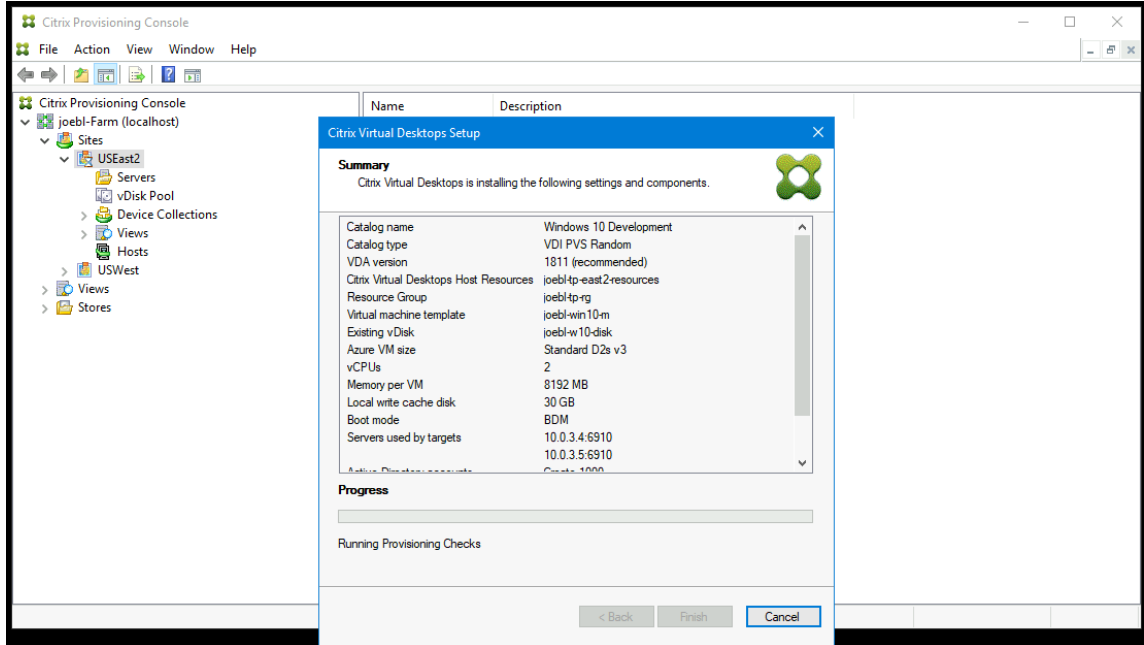 Citrix Provisioning Console
File Action View Window Help
Citrix Provisioning Console
joebl-Farm (localhost)
Sites
USEast2
Servers
vDisk Pool
Device Collections
Views
Hosts
USWest
Views
Stores
Name Description
Citrix Virtual Desktops Setup
Summary
Citrix Virtual Desktops is installing the following settings and components.
Catalog name Windows 10 Development
Catalog type VDI PVS Random
VDA version 1811 (recommended)
Citrix Virtual Desktops Host Resources joebl-tp-east2-resources
Resource Group joebl-tp-rg
Virtual machine template joebl-win10-m
Existing vDisk joebl-w10-disk
Azure VM size Standard D2s v3
vCPUs 2
Memory per VM 8192 MB
Local write cache disk 30 GB
Boot mode BDM
Servers used by targets 10.0.3.4:6910
10.0.3.5:6910
Active Directory accounts Create 1000
Progress
Running Provisioning Checks
< Back Finish Cancel